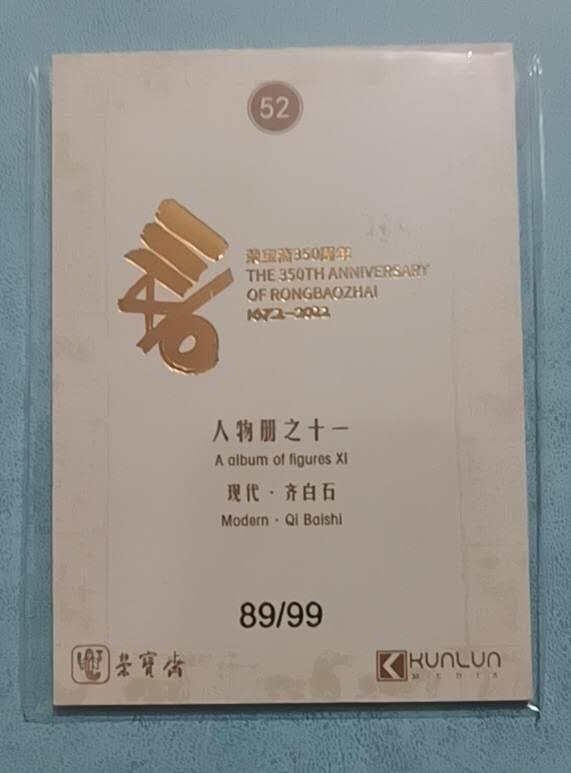 52
荣宝斋350周年
THE 350TH ANNIVERSARY
OF RONGBAOZHAI
1672-2022
人物册之十一
A album of figures XI
现代·齐白石
Modern · Qi Baishi
89/99
荣宝斋
KUNLUN
MEDIA